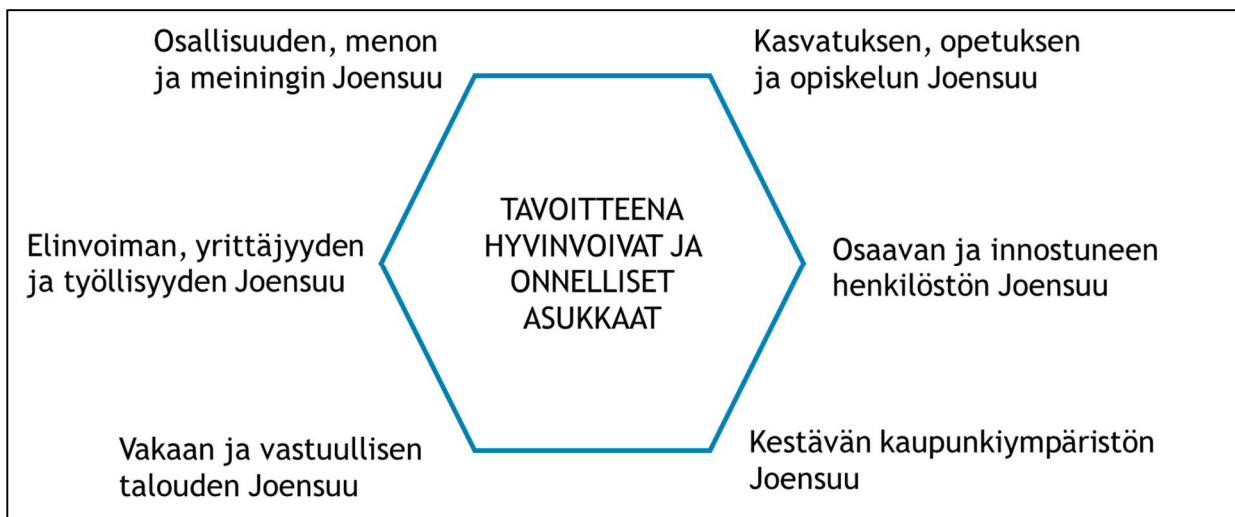 Osallisuuden, menon
ja meiningin Joensuu
Kasvatuksen, opetuksen
ja opiskelun Joensuu
TAVOITTEENA
HYVINVOIVAT JA
ONNELLISET
ASUKKAAT
Elinvoiman, yrittäjyyden
ja työllisyyden Joensuu
Osaavan ja innostuneen
henkilöstön Joensuu
Vakaan ja vastuullisen
talouden Joensuu
Kestävän kaupunkiympäristön
Joensuu